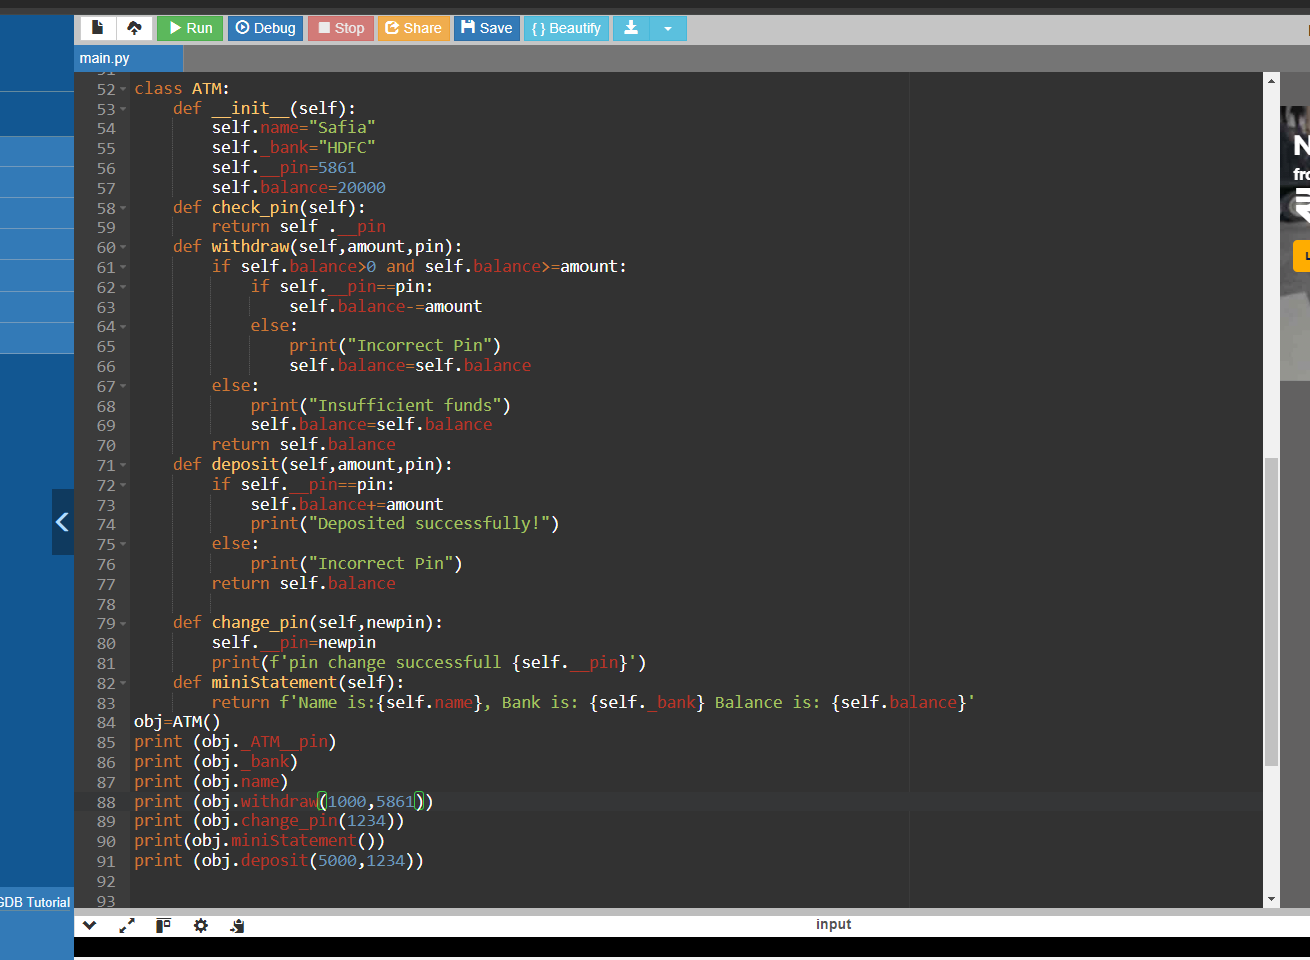 Run Debug Stop Share Save { } Beautify
main.py
51
52 class ATM:
53 def __init__(self):
54 self.name="Safia"
55 self._bank="HDFC"
56 self.__pin=5861
57 self.balance=20000
58 def check_pin(self):
59 return self .__pin
60 def withdraw(self,amount,pin):
61 if self.balance>0 and self.balance>=amount:
62 if self.__pin==pin:
63 self.balance-=amount
64 else:
65 print("Incorrect Pin")
66 self.balance=self.balance
67 else:
68 print("Insufficient funds")
69 self.balance=self.balance
70 return self.balance
71 def deposit(self,amount,pin):
72 if self.__pin==pin:
73 self.balance+=amount
74 print("Deposited successfully!")
75 else:
76 print("Incorrect Pin")
77 return self.balance
78
79 def change_pin(self,newpin):
80 self.__pin=newpin
81 print(f'pin change successfull {self.__pin}')
82 def miniStatement(self):
83 return f'Name is:{self.name}, Bank is: {self._bank} Balance is: {self.balance}'
84 obj=ATM()
85 print (obj._ATM__pin)
86 print (obj._bank)
87 print (obj.name)
88 print (obj.withdraw(1000,5861))
89 print (obj.change_pin(1234))
90 print(obj.miniStatement())
91 print (obj.deposit(5000,1234))
92
93
GDB Tutorial
input